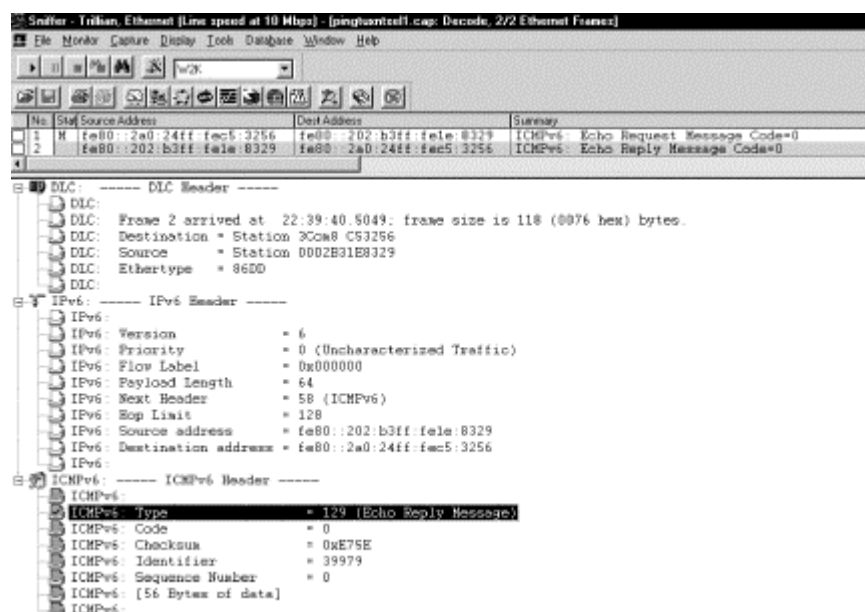 Sniffer - Trillian, Ethernet (Line speed at 10 Mbps) - [pingtuxntcel1.cap: Decode, 2/2 Ethernet Frames]
File Monitor Capture Display Tools Database Window Help
W2K
No. Stat Source Address Dest Address Summary
1 M fe80::2a0:24ff:fec5:3256 fe80::202:b3ff:fe1e:8329 ICMPv6: Echo Request Message Code=0
2 fe80::202:b3ff:fe1e:8329 fe80::2a0:24ff:fec5:3256 ICMPv6: Echo Reply Message Code=0
DLC: ----- DLC Header -----
DLC:
DLC: Frame 2 arrived at 22:39:40.5049; frame size is 118 (0076 hex) bytes.
DLC: Destination = Station 3Com8 C53256
DLC: Source = Station 0002B31E8329
DLC: Ethertype = 86DD
DLC:
IPv6: ----- IPv6 Header -----
IPv6:
IPv6: Version = 6
IPv6: Priority = 0 (Uncharacterized Traffic)
IPv6: Flow Label = 0x000000
IPv6: Payload Length = 64
IPv6: Next Header = 58 (ICMPv6)
IPv6: Hop Limit = 128
IPv6: Source address = fe80::202:b3ff:fe1e:8329
IPv6: Destination address = fe80::2a0:24ff:fec5:3256
IPv6:
ICMPv6: ----- ICMPv6 Header -----
ICMPv6:
ICMPv6: Type = 129 (Echo Reply Message)
ICMPv6: Code = 0
ICMPv6: Checksum = 0xE75E
ICMPv6: Identifier = 39979
ICMPv6: Sequence Number = 0
ICMPv6: [56 Bytes of data]
ICMPv6: